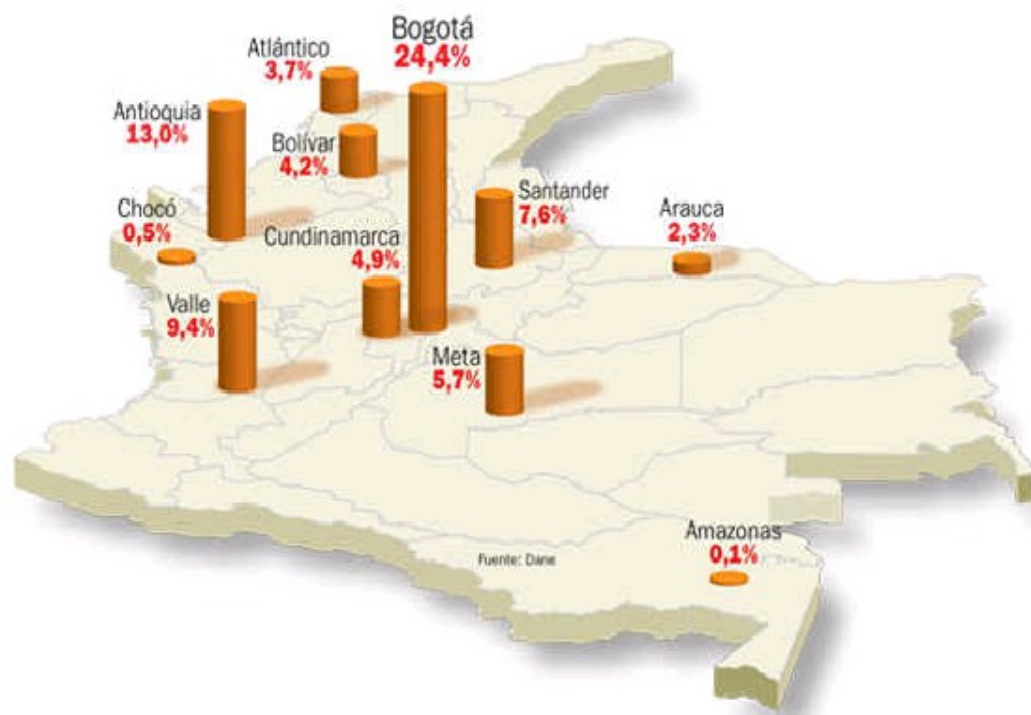 Bogotá
24,4%
Atlántico
3,7%
Antioquia
13,0%
Bolívar
4,2%
Santander
7,6%
Chocó
0,5%
Arauca
2,3%
Cundinamarca
4,9%
Valle
9,4%
Meta
5,7%
Amazonas
0,1%
Fuente: Dane